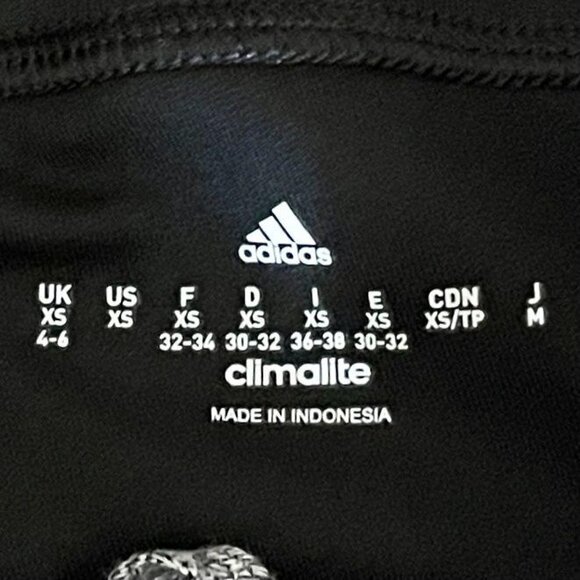 adidas
UK US F D I E CDN J
XS XS XS XS XS XS XS/TP M
4-6 32-34 30-32 36-38 30-32
climalite
MADE IN INDONESIA